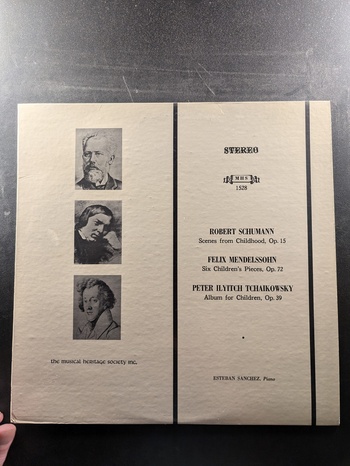 STEREO
MHS
1528
ROBERT SCHUMANN
Scenes from Childhood, Op. 15
FELIX MENDELSSOHN
Six Children's Pieces, Op. 72
PETER ILYITCH TCHAIKOWSKY
Album for Children, Op. 39
the musical heritage society inc.
ESTEBAN SANCHEZ, Piano